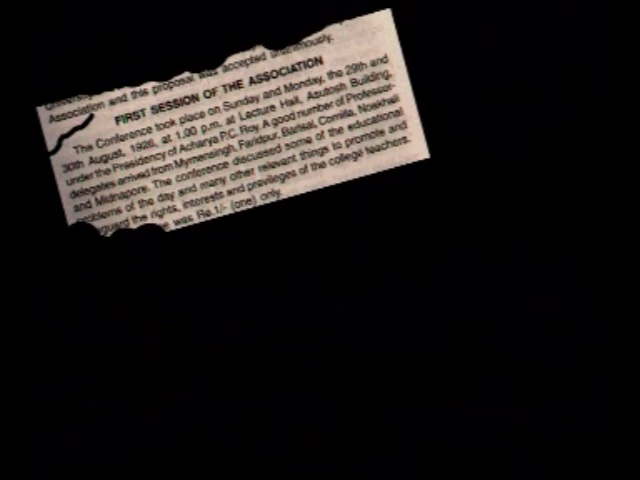 University
Association and this proposal was accepted unanimously.
FIRST SESSION OF THE ASSOCIATION
The Conference took place on Sunday and Monday, the 29th and
30th August, 1926, at 1.00 p.m. at Lecture Hall, Asutosh Building,
under the Presidency of Acharya P.C. Roy. A good number of Professor-
delegates arrived from Mymensingh, Faridpur, Barisal, Comilla, Noakhali
and Midnapore. The conference discussed some of the educational
problems of the day and many other relevant things to promote and
guard the rights, interests and previleges of the college teachers.
was Re.1/- (one) only.